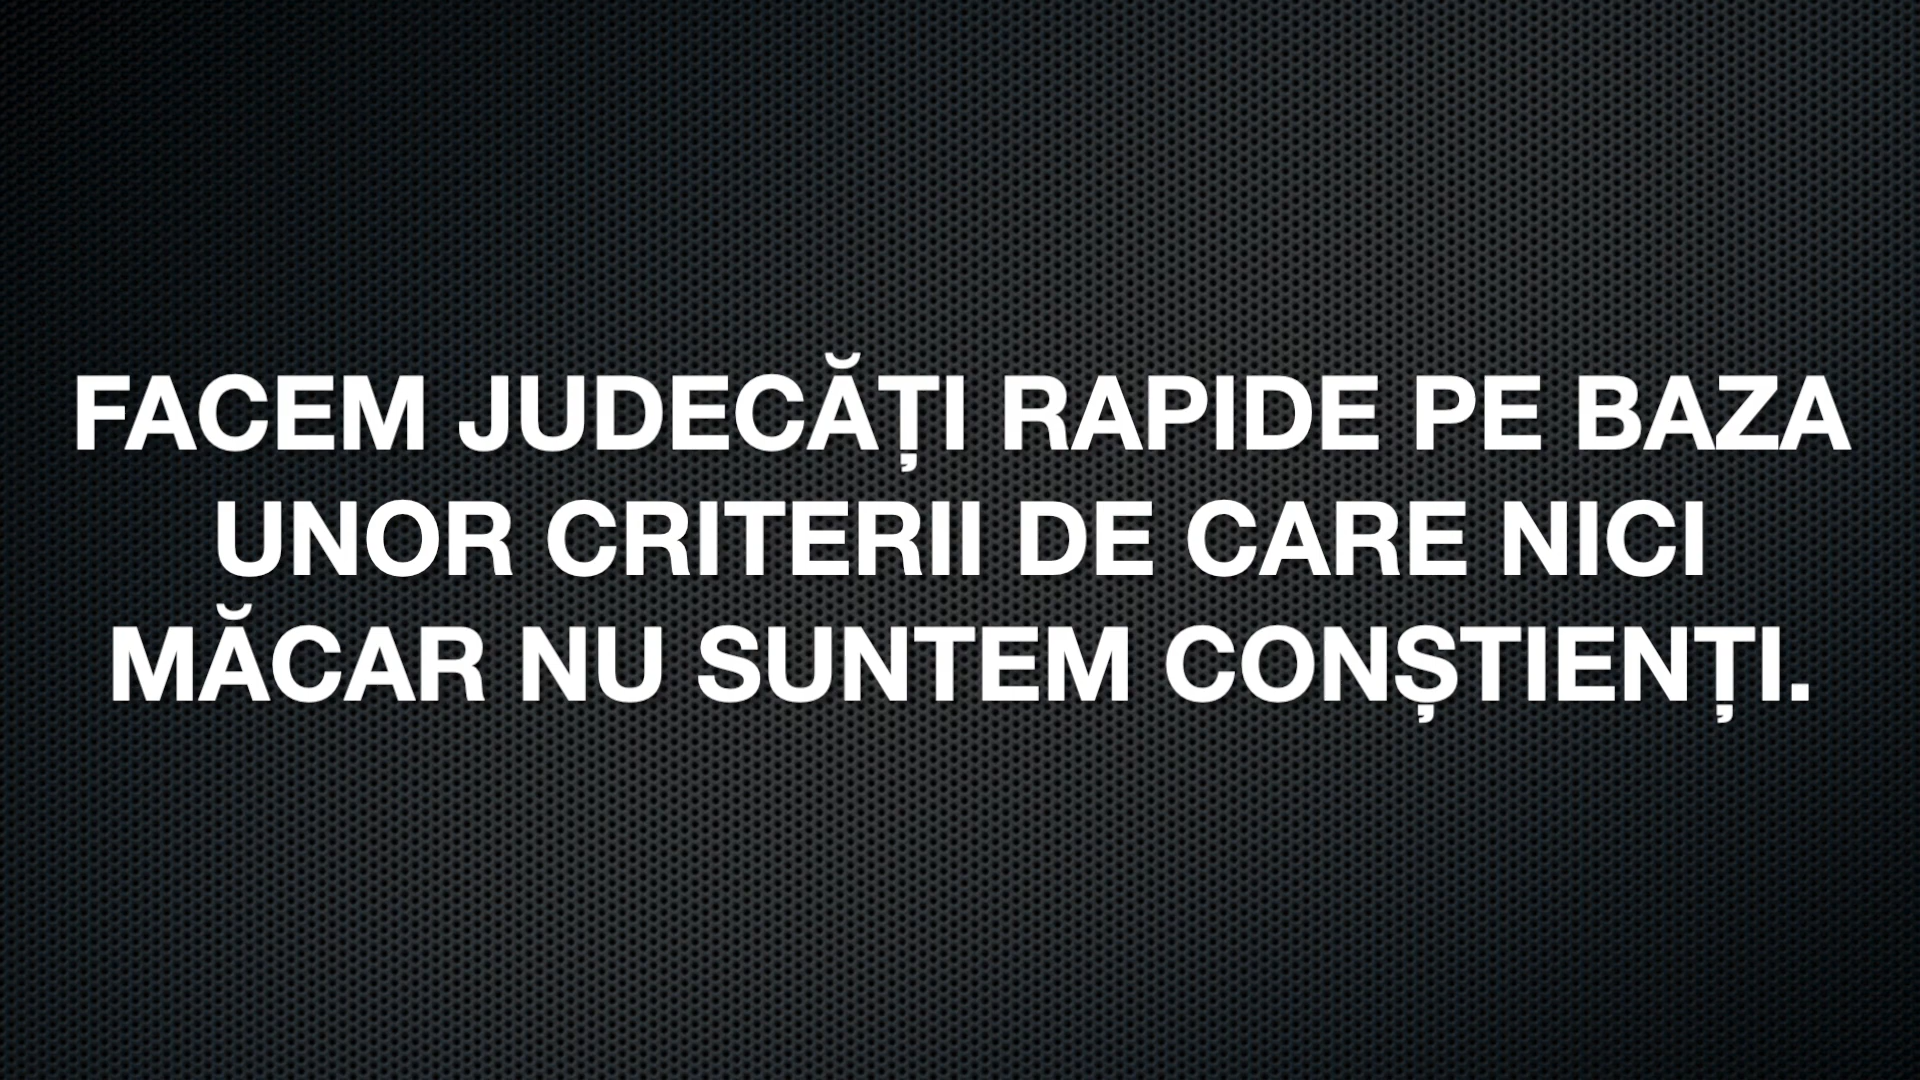 FACEM JUDECĂȚI RAPIDE PE BAZA
UNOR CRITERII DE CARE NICI
MĂCAR NU SUNTEM CONȘTIENȚI.